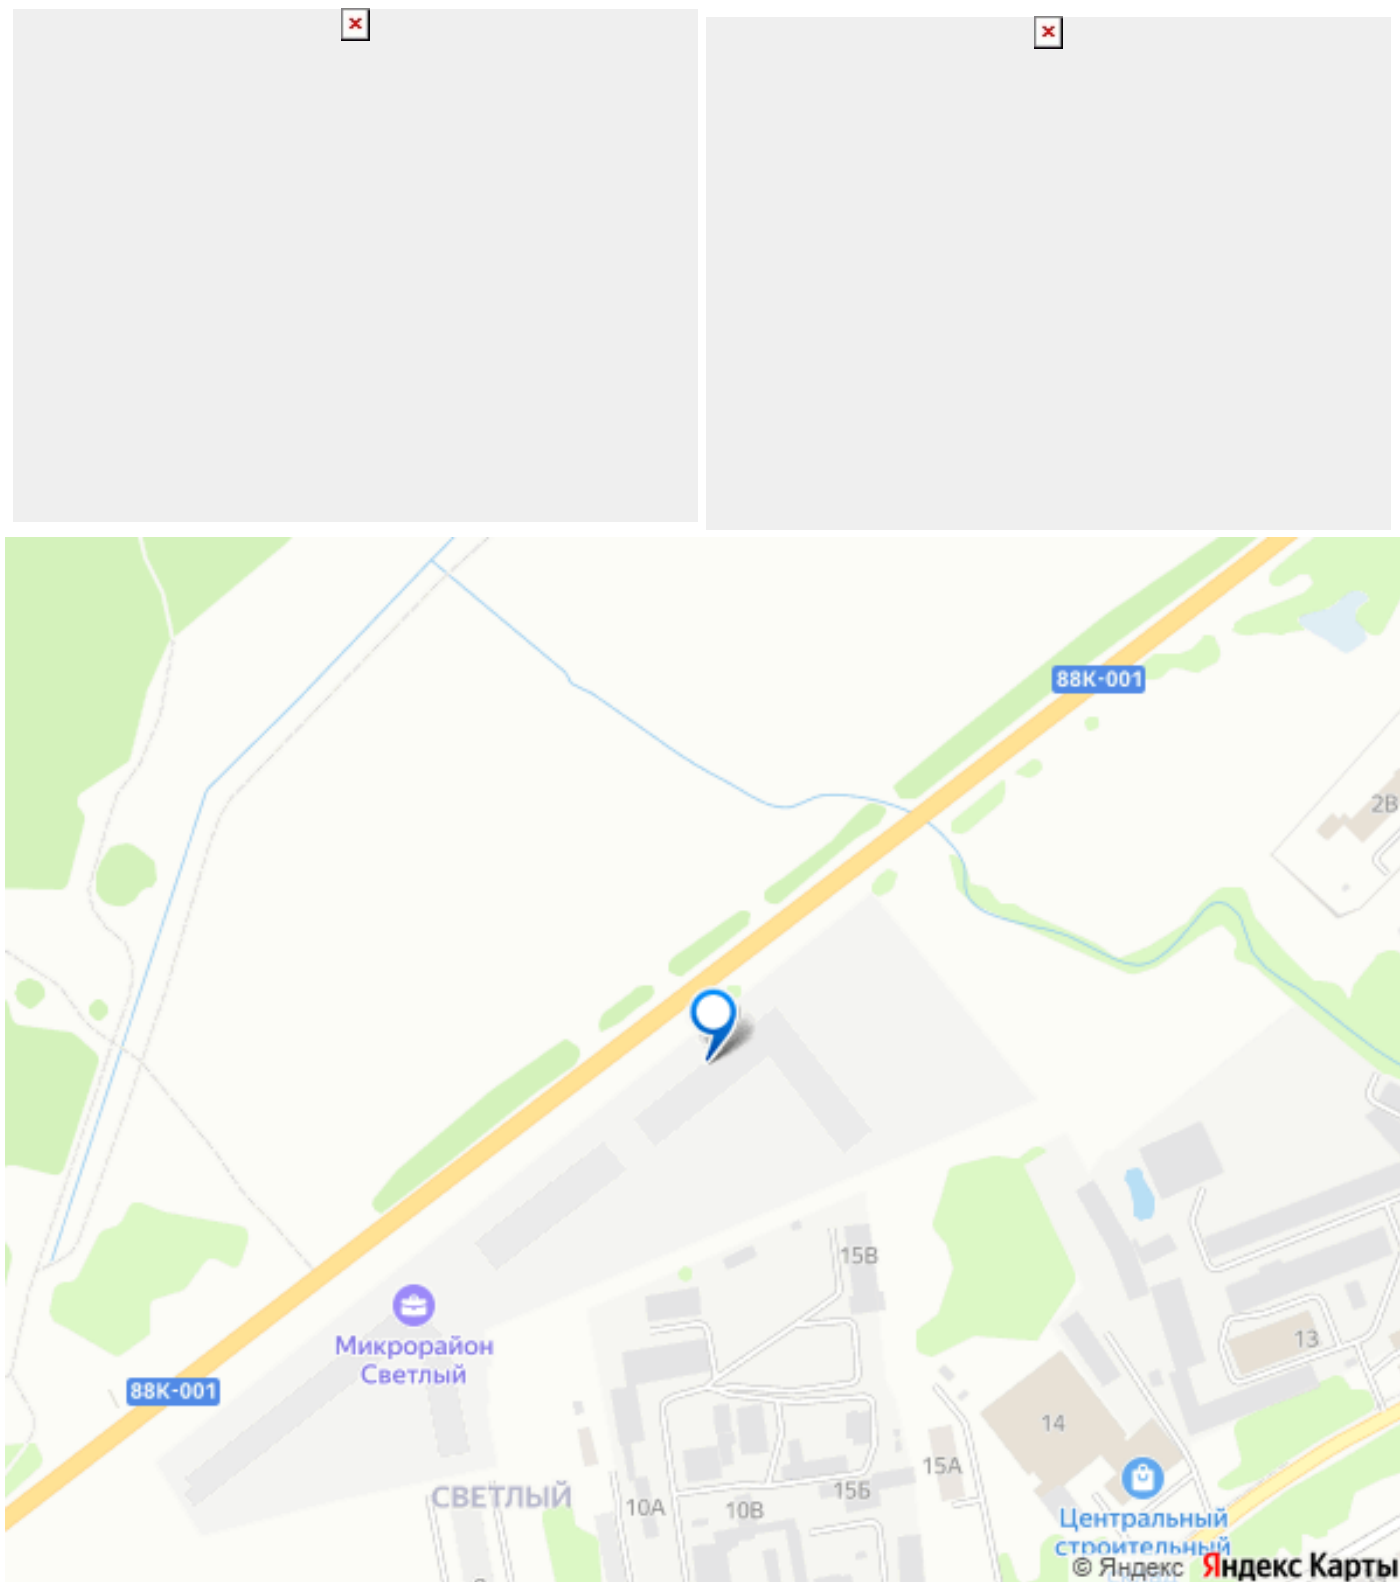 88К-001
2В
15В
Микрорайон
Светлый
13
88К-001
14
15А
СВЕТЛЫЙ
15Б
10А
10В
Центральный
строительный
© Яндекс Яндекс Карты